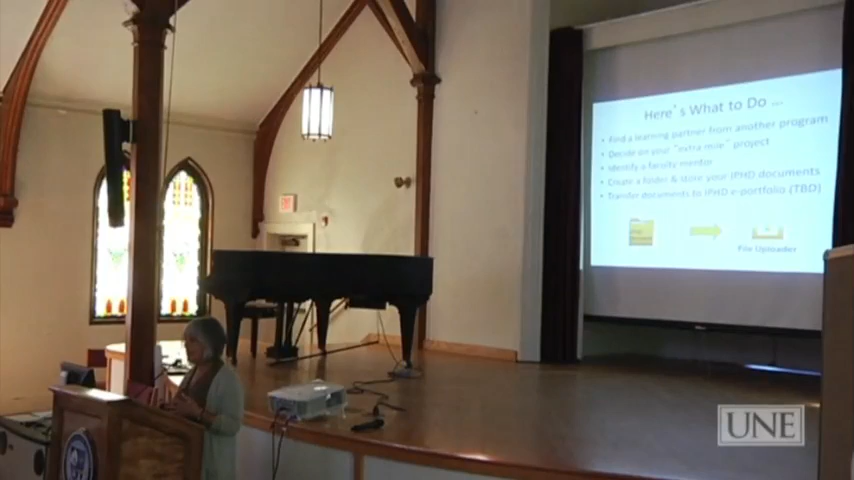 Here's What to Do ...
• Find a learning partner from another program
• Decide on your "extra mile" project
• Identify a faculty mentor
• Create a folder & store your IPHD documents
• Transfer documents to IPHD e-portfolio (TBD)
File Uploader
UNE